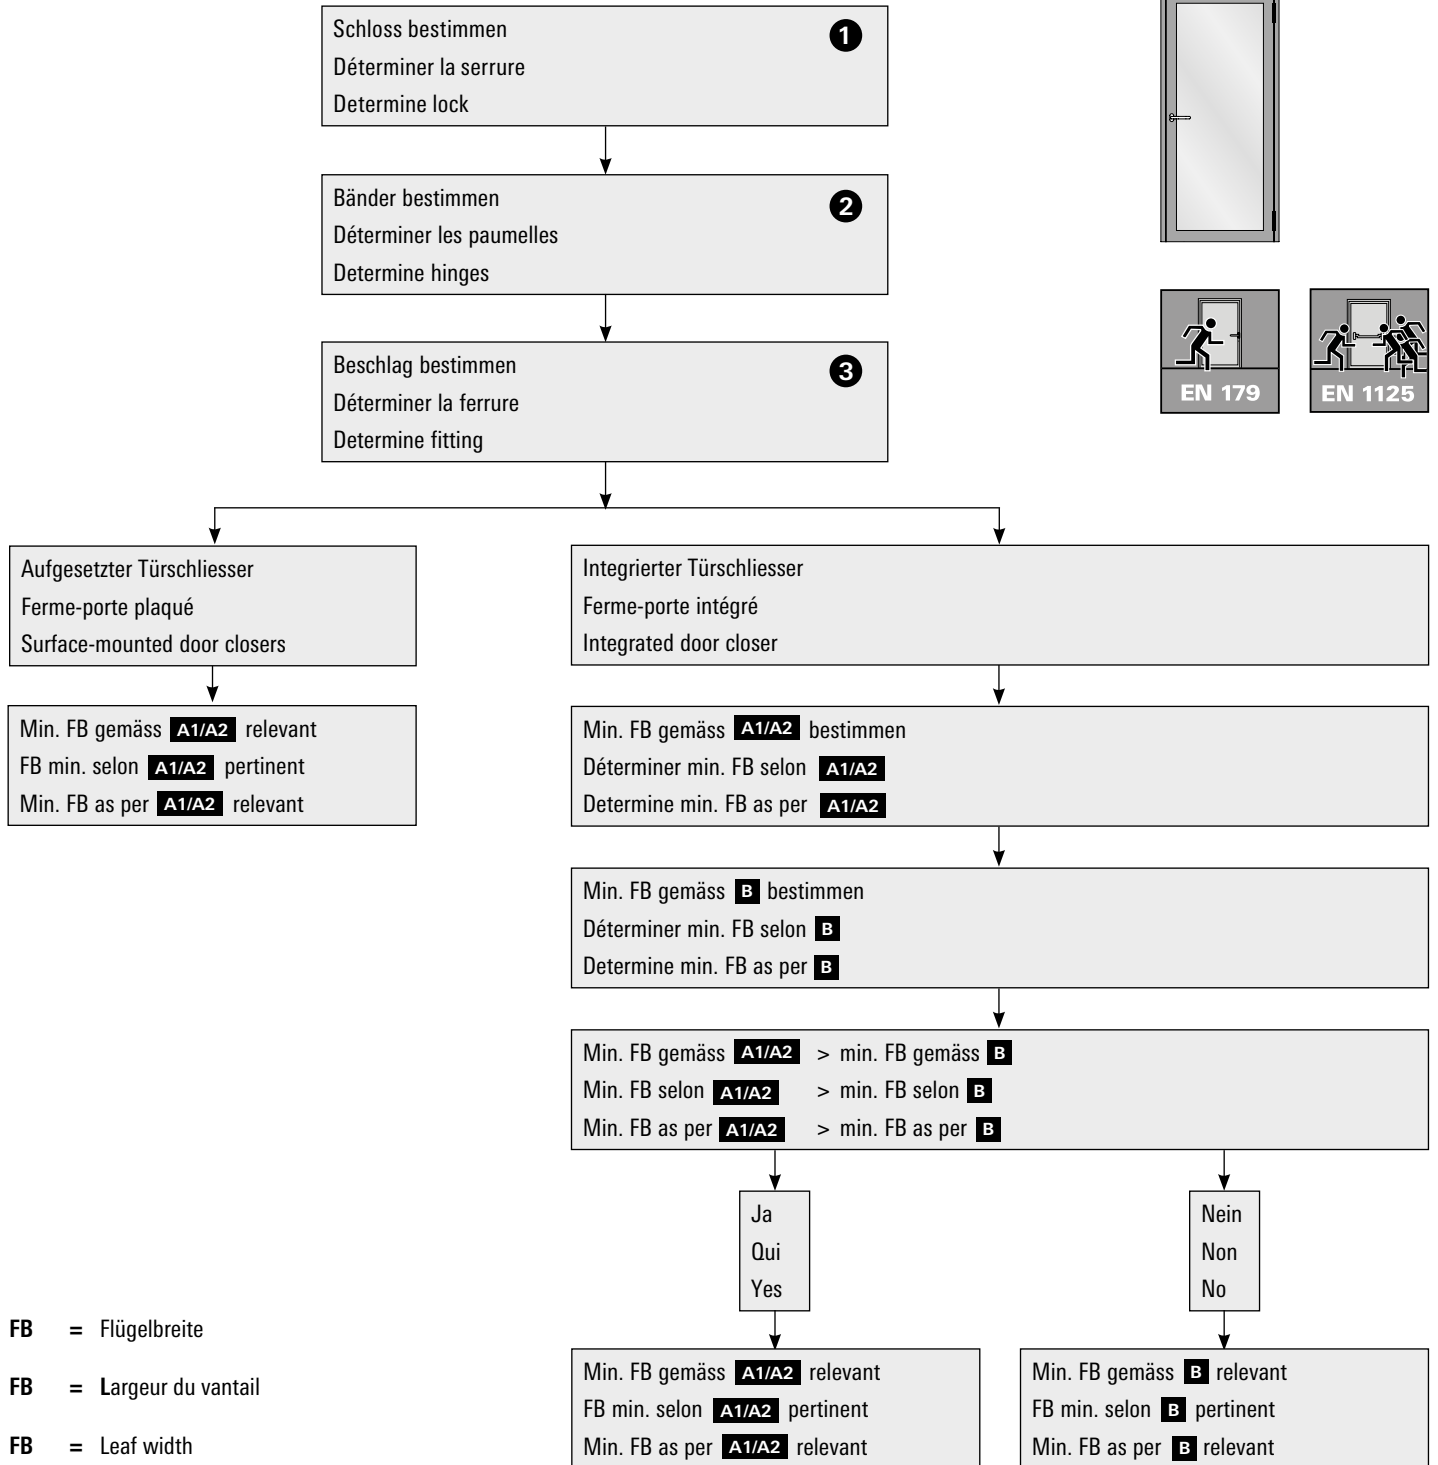 Schloss bestimmen
Déterminer la serrure
Determine lock
1
Bänder bestimmen
Déterminer les paumelles
Determine hinges
2
Beschlag bestimmen
Déterminer la ferrure
Determine fitting
3
EN 179
EN 1125
Aufgesetzter Türschliesser
Ferme-porte plaqué
Surface-mounted door closers
Integrierter Türschliesser
Ferme-porte intégré
Integrated door closer
Min. FB gemäss A1/A2 relevant
FB min. selon A1/A2 pertinent
Min. FB as per A1/A2 relevant
Min. FB gemäss A1/A2 bestimmen
Déterminer min. FB selon A1/A2
Determine min. FB as per A1/A2
Min. FB gemäss B bestimmen
Déterminer min. FB selon B
Determine min. FB as per B
Min. FB gemäss A1/A2 > min. FB gemäss B
Min. FB selon A1/A2 > min. FB selon B
Min. FB as per A1/A2 > min. FB as per B
Ja
Qui
Yes
Nein
Non
No
FB = Flügelbreite
FB = Largeur du vantail
FB = Leaf width
Min. FB gemäss A1/A2 relevant
FB min. selon A1/A2 pertinent
Min. FB as per A1/A2 relevant
Min. FB gemäss B relevant
FB min. selon B pertinent
Min. FB as per B relevant